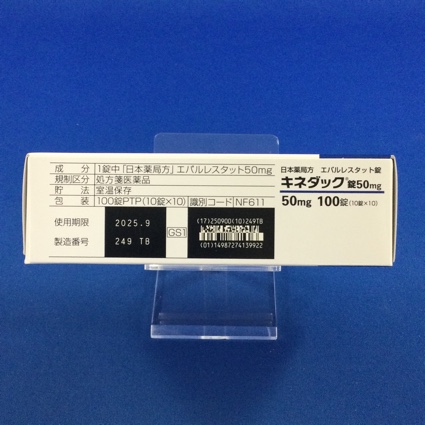 成分 1錠中「日本薬局方」エパルレスタット50mg
規制区分 処方箋医薬品
貯法 室温保存
包装 100錠PTP(10錠×10) 識別コード NF611
使用期限 2025.9
製造番号 249 TB
GS1
(17)250900(10)249TB
(01)14987274139922
日本薬局方 エパルレスタット錠
キネダック®錠50mg
50mg 100錠(10錠×10)